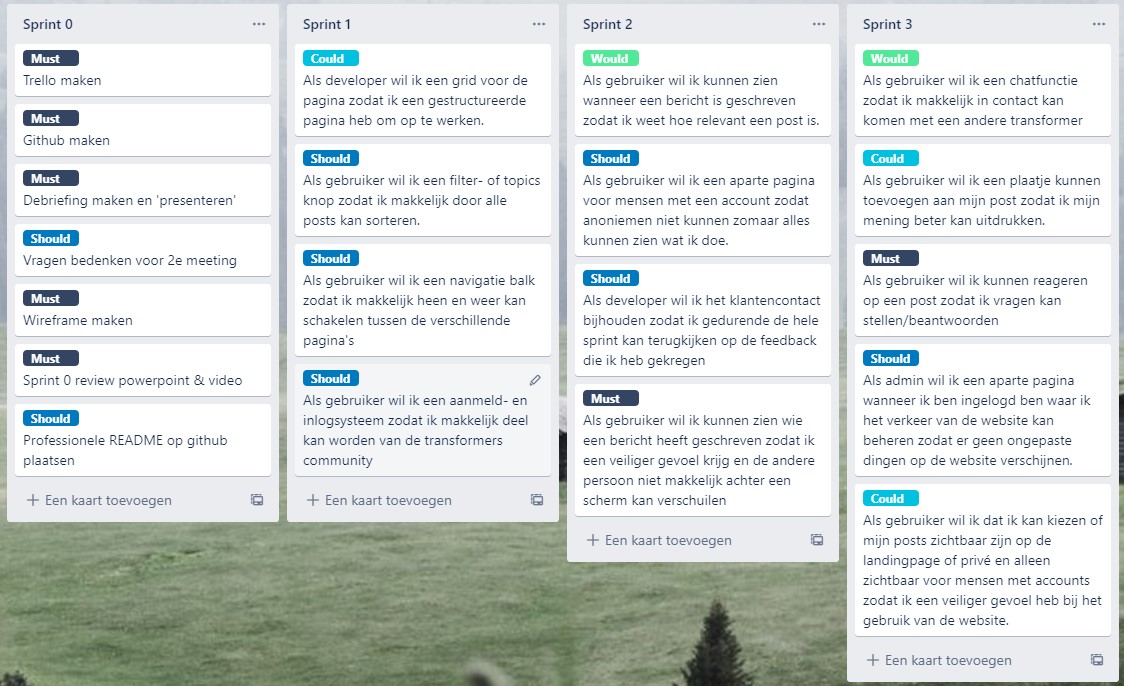 Sprint 0
Must
Trello maken
Must
Github maken
Must
Debriefing maken en 'presenteren'
Should
Vragen bedenken voor 2e meeting
Must
Wireframe maken
Must
Sprint 0 review powerpoint & video
Should
Professionele README op github
plaatsen
+ Een kaart toevoegen
Sprint 1
Could
Als developer wil ik een grid voor de
pagina zodat ik een gestructureerde
pagina heb om op te werken.
Should
Als gebruiker wil ik een filter- of topics
knop zodat ik makkelijk door alle
posts kan sorteren.
Should
Als gebruiker wil ik een navigatie balk
zodat ik makkelijk heen en weer kan
schakelen tussen de verschillende
pagina's
Should
Als gebruiker wil ik een aanmeld- en
inlogsysteem zodat ik makkelijk deel
kan worden van de transformers
community
+ Een kaart toevoegen
Sprint 2
Would
Als gebruiker wil ik kunnen zien
wanneer een bericht is geschreven
zodat ik weet hoe relevant een post is.
Should
Als gebruiker wil ik een aparte pagina
voor mensen met een account zodat
anoniemen niet kunnen zomaar alles
kunnen zien wat ik doe.
Should
Als developer wil ik het klantencontact
bijhouden zodat ik gedurende de hele
sprint kan terugkijken op de feedback
die ik heb gekregen
Must
Als gebruiker wil ik kunnen zien wie
een bericht heeft geschreven zodat ik
een veiliger gevoel krijg en de andere
persoon niet makkelijk achter een
scherm kan verschuilen
+ Een kaart toevoegen
Sprint 3
Would
Als gebruiker wil ik een chatfunctie
zodat ik makkelijk in contact kan
komen met een andere transformer
Could
Als gebruiker wil ik een plaatje kunnen
toevoegen aan mijn post zodat ik mijn
mening beter kan uitdrukken.
Must
Als gebruiker wil ik kunnen reageren
op een post zodat ik vragen kan
stellen/beantwoorden
Should
Als admin wil ik een aparte pagina
wanneer ik ben ingelogd ben waar ik
het verkeer van de website kan
beheren zodat er geen ongepaste
dingen op de website verschijnen.
Could
Als gebruiker wil ik dat ik kan kiezen of
mijn posts zichtbaar zijn op de
landingpage of privé en alleen
zichtbaar voor mensen met accounts
zodat ik een veiliger gevoel heb bij het
gebruik van de website.
+ Een kaart toevoegen